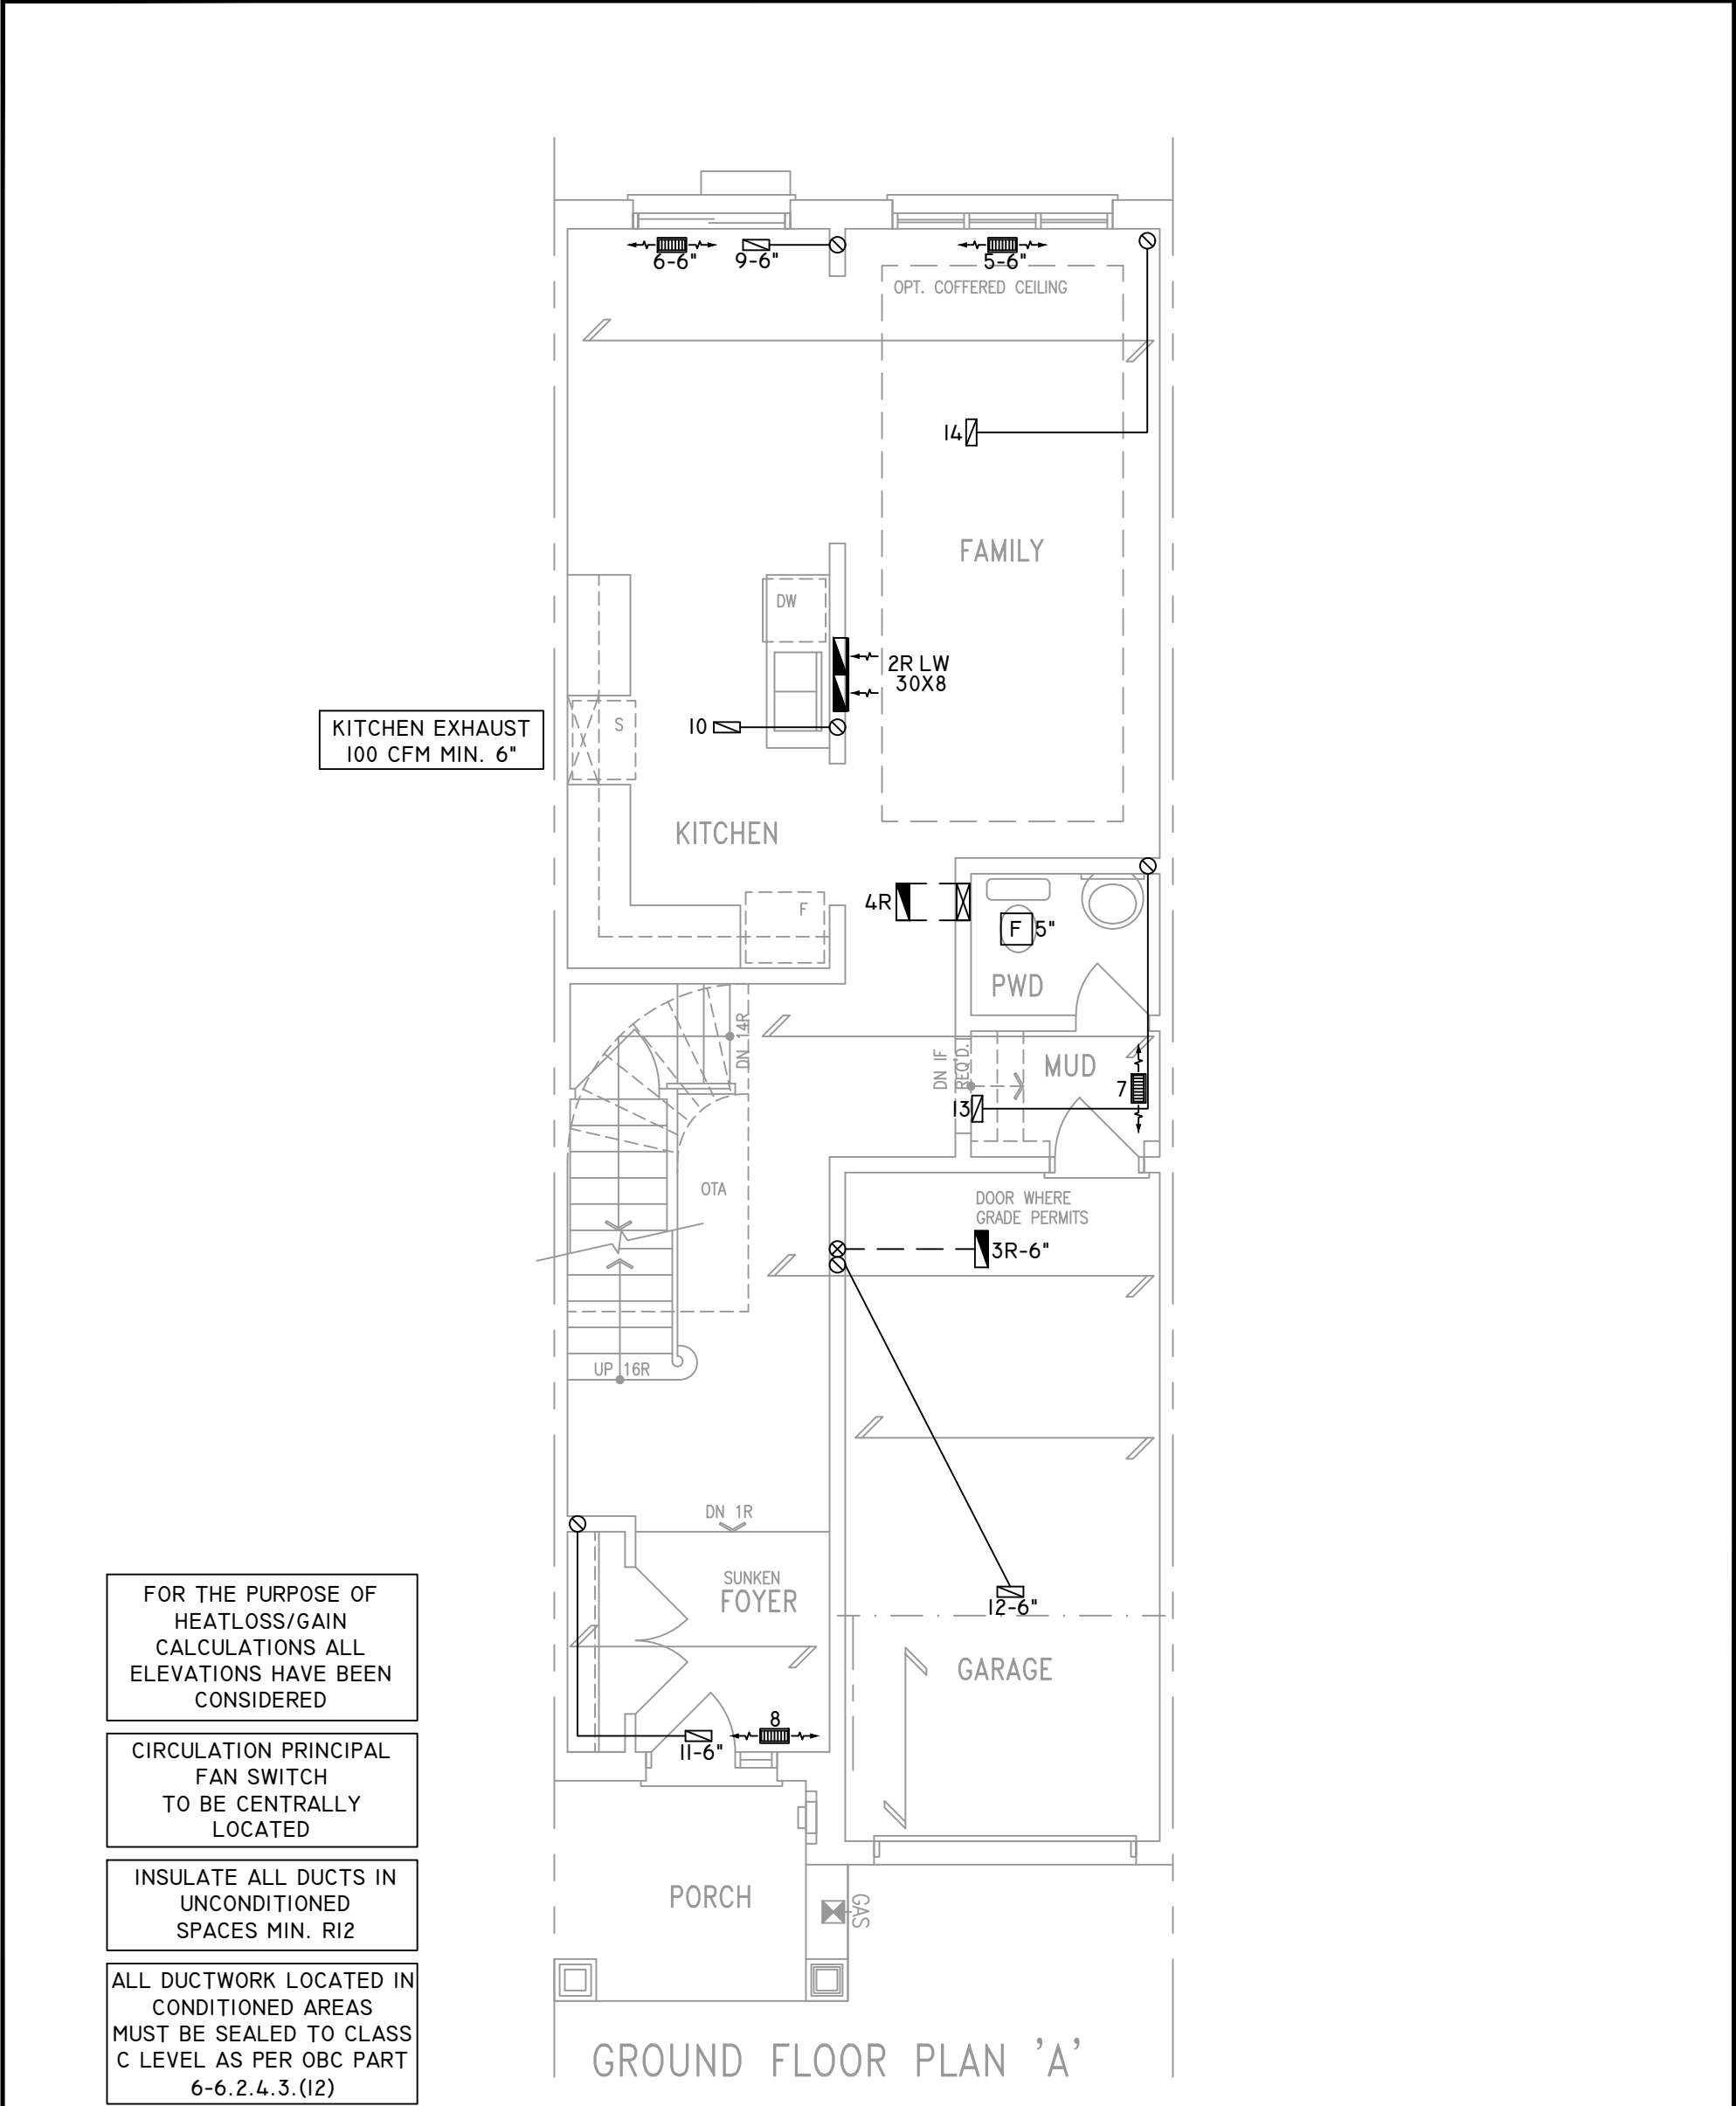 6-6"
9-6"
5-6"
OPT. COFFERED CEILING
14
FAMILY
DW
2R LW
30X8
10
S
KITCHEN EXHAUST
100 CFM MIN. 6"
KITCHEN
4R
F
F 5"
PWD
DN 14R
DN IF
REQ'D.
MUD
7
13
OTA
DOOR WHERE
GRADE PERMITS
3R-6"
UP 16R
DN 1R
SUNKEN
FOYER
12-6"
GARAGE
8
11-6"
FOR THE PURPOSE OF
HEATLOSS/GAIN
CALCULATIONS ALL
ELEVATIONS HAVE BEEN
CONSIDERED
CIRCULATION PRINCIPAL
FAN SWITCH
TO BE CENTRALLY
LOCATED
INSULATE ALL DUCTS IN
UNCONDITIONED
SPACES MIN. R12
ALL DUCTWORK LOCATED IN
CONDITIONED AREAS
MUST BE SEALED TO CLASS
C LEVEL AS PER OBC PART
6-6.2.4.3.(12)
PORCH
GAS
GROUND FLOOR PLAN 'A'